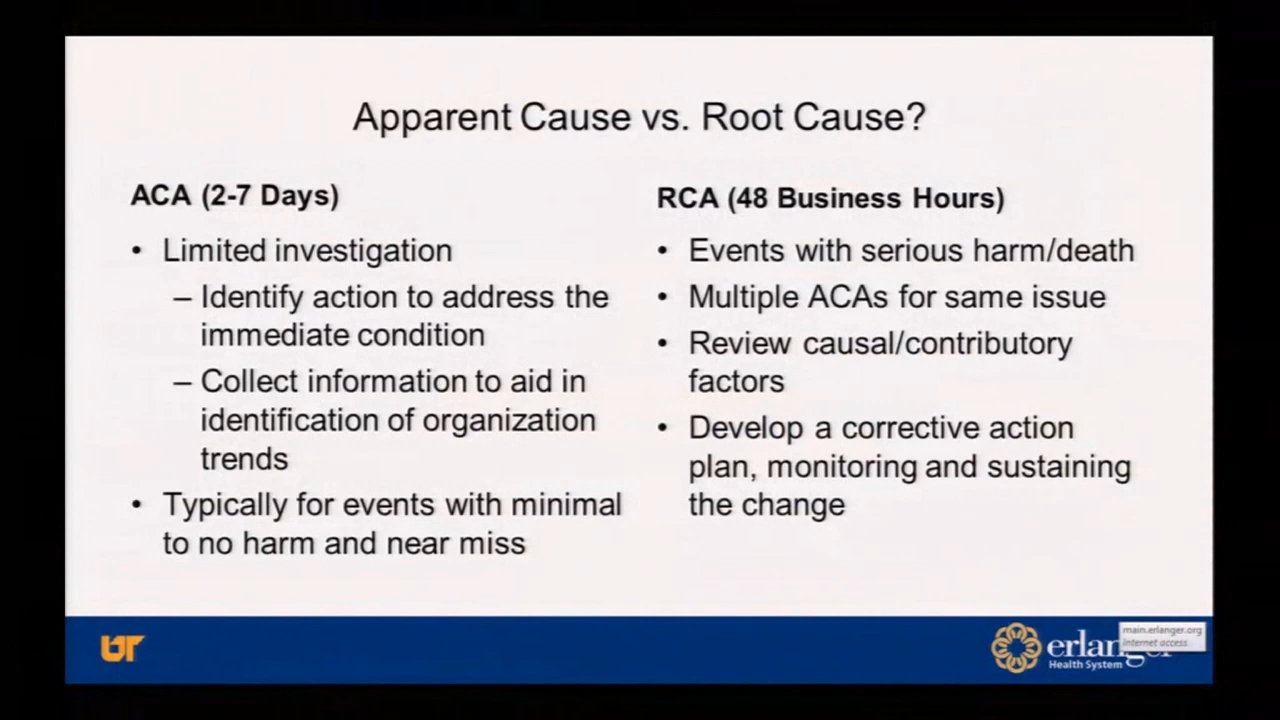 Apparent Cause vs. Root Cause?
ACA (2-7 Days)
• Limited investigation
– Identify action to address the
immediate condition
– Collect information to aid in
identification of organization
trends
• Typically for events with minimal
to no harm and near miss
RCA (48 Business Hours)
• Events with serious harm/death
• Multiple ACAs for same issue
• Review causal/contributory
factors
• Develop a corrective action
plan, monitoring and sustaining
the change
UT
erlanger
Health System
main.erlanger.org
Internet access